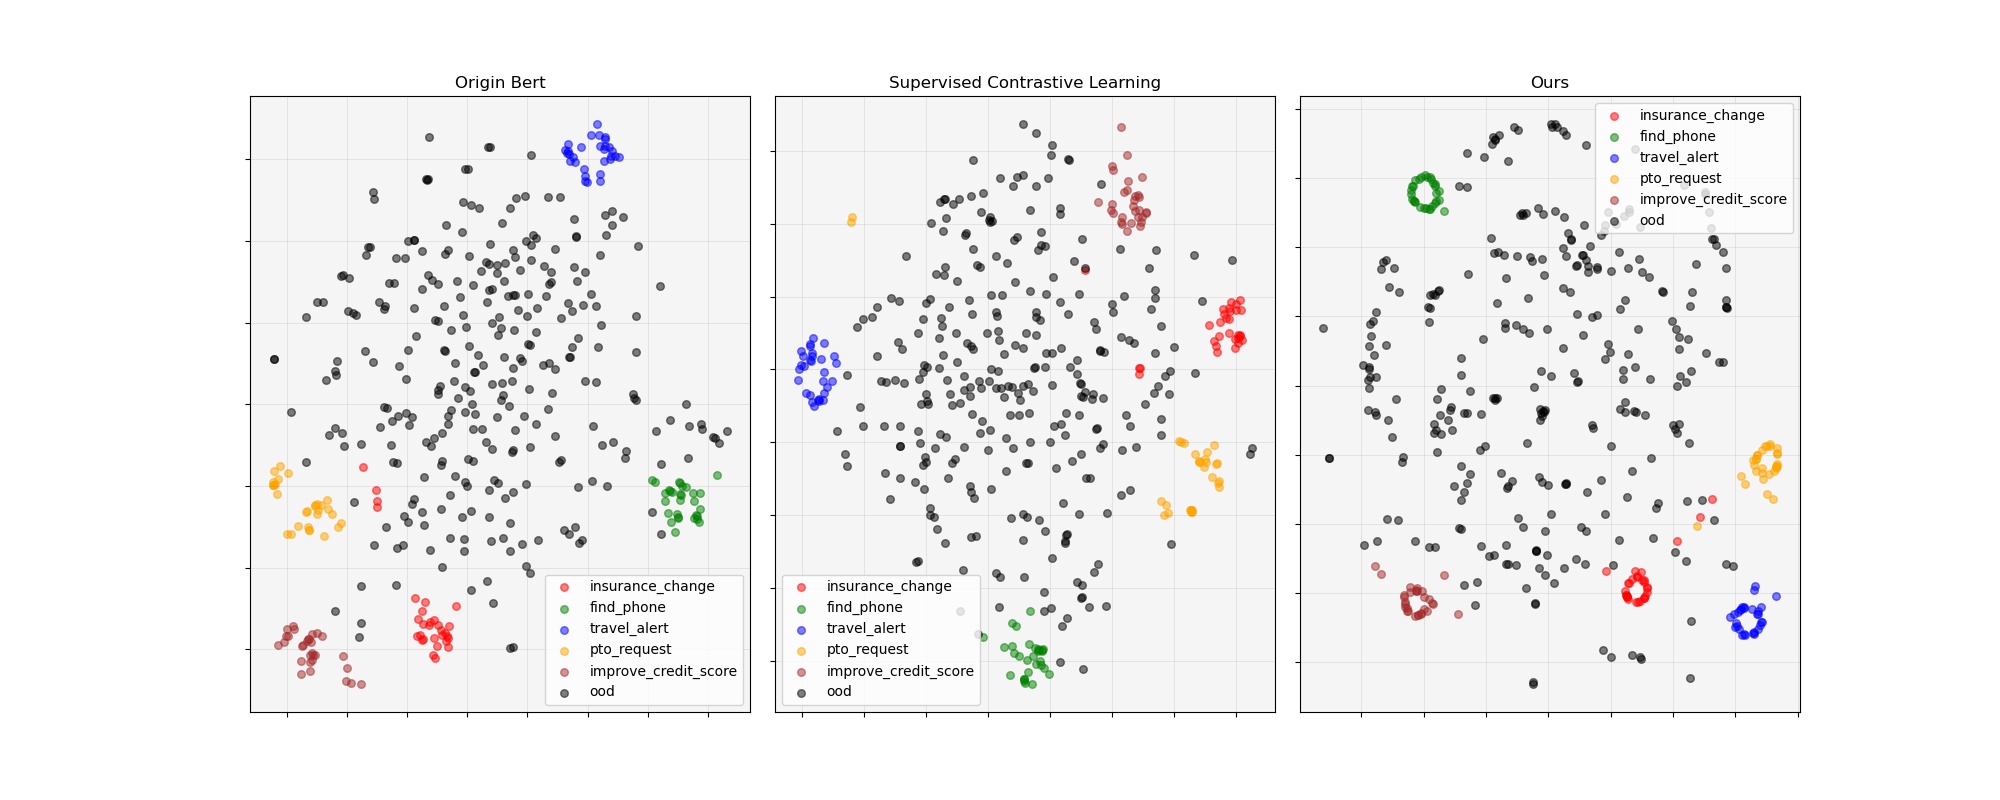 Origin Bert
insurance_change
find_phone
travel_alert
pto_request
improve_credit_score
ood
Supervised Contrastive Learning
insurance_change
find_phone
travel_alert
pto_request
improve_credit_score
ood
Ours
insurance_change
find_phone
travel_alert
pto_request
improve_credit_score
ood